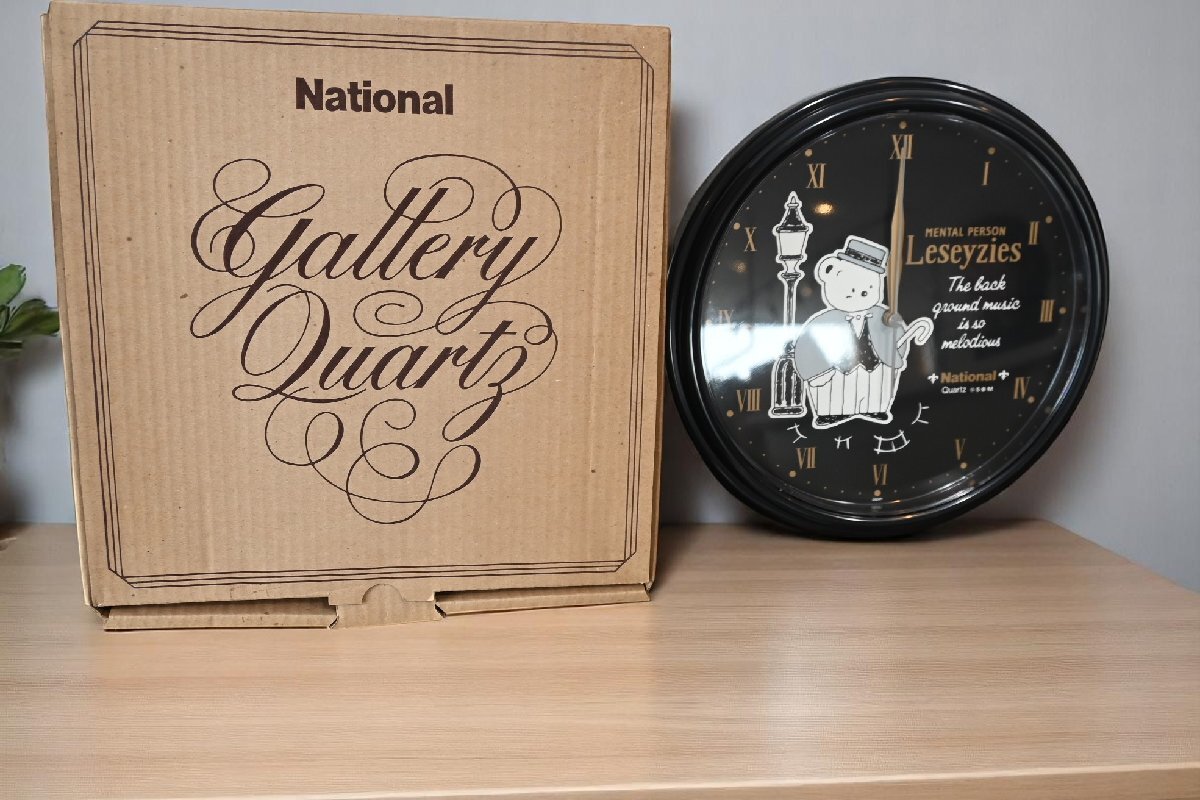 National
Gallery
Quartz
XII
I
II
III
IV
V
VI
VII
VIII
X
XI
MENTAL PERSON
Leseyzies
The back
ground music
is so
melodious
National
Quartz